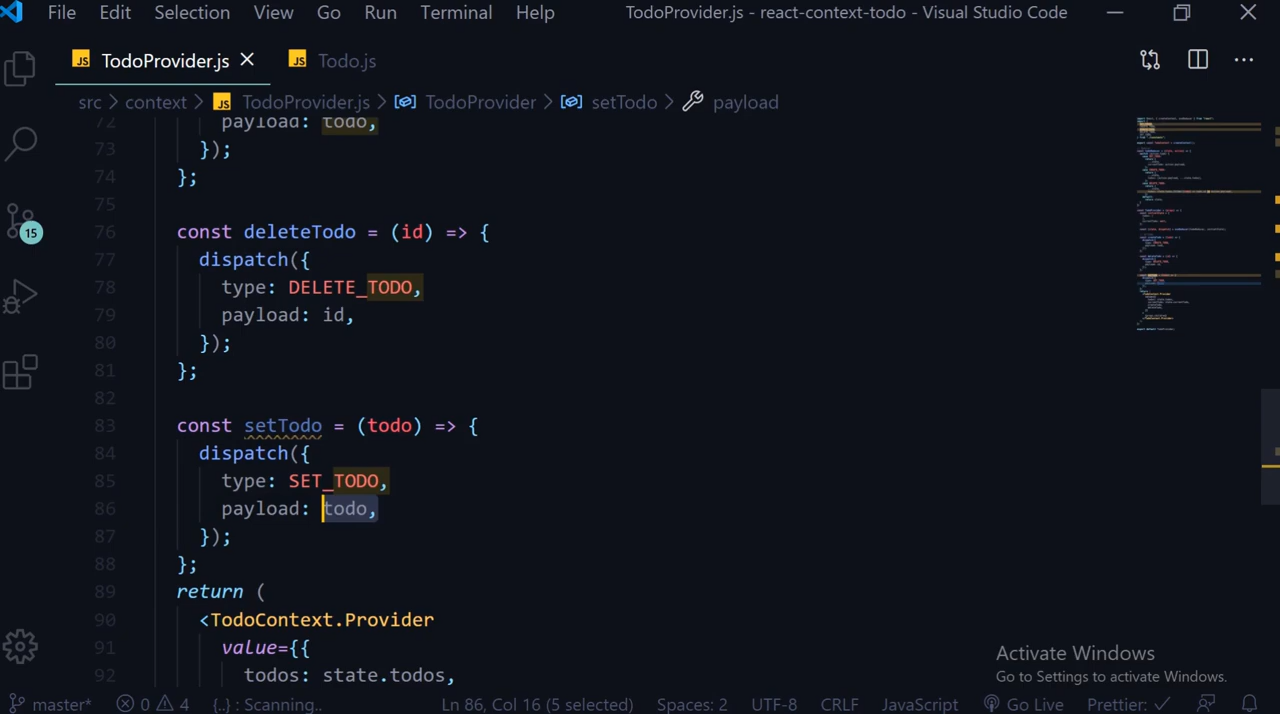 File Edit Selection View Go Run Terminal Help TodoProvider.js - react-context-todo - Visual Studio Code
JS TodoProvider.js JS Todo.js
src > context > JS TodoProvider.js > TodoProvider > setTodo > payload
72 payload: todo,
73 });
74 };
75
76 const deleteTodo = (id) => {
77 dispatch({
78 type: DELETE_TODO,
79 payload: id,
80 });
81 };
82
83 const setTodo = (todo) => {
84 dispatch({
85 type: SET_TODO,
86 payload: todo,
87 });
88 };
89 return (
90 <TodoContext.Provider
91 value={{
92 todos: state.todos,
15
Activate Windows
Go to Settings to activate Windows.
master* 0 4 {..} : Scanning.. Ln 86, Col 16 (5 selected) Spaces: 2 UTF-8 CRLF JavaScript Go Live Prettier: ✓